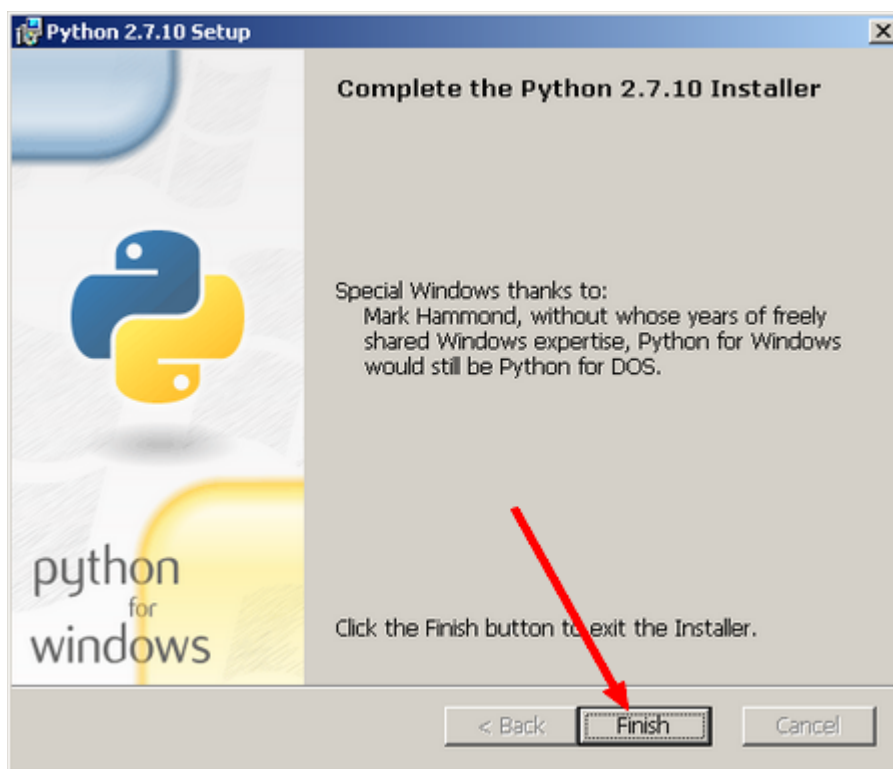 Python 2.7.10 Setup
Complete the Python 2.7.10 Installer
Special Windows thanks to:
Mark Hammond, without whose years of freely
shared Windows expertise, Python for Windows
would still be Python for DOS.
python
for
windows
Click the Finish button to exit the Installer.
< Back
Finish
Cancel